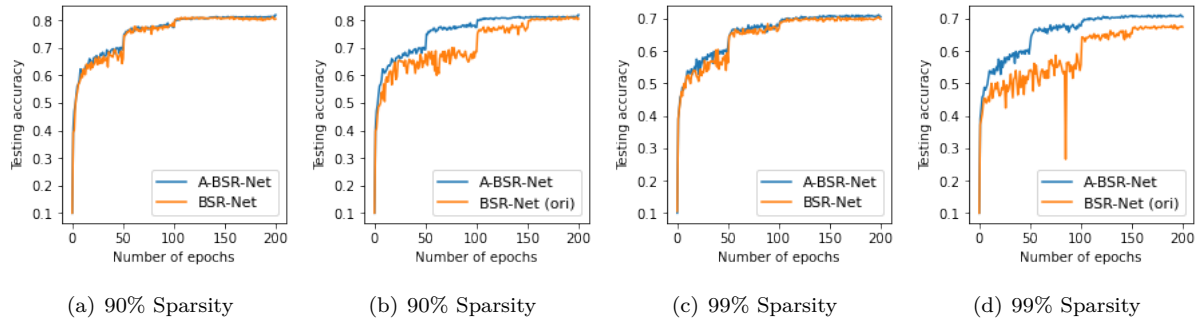 Testing accuracy
0.8
0.7
0.6
0.5
0.4
0.3
0.2
0.1
A-BSR-Net
BSR-Net
0 50 100 150 200
Number of epochs
(a) 90% Sparsity
Testing accuracy
0.8
0.7
0.6
0.5
0.4
0.3
0.2
0.1
A-BSR-Net
BSR-Net (ori)
0 50 100 150 200
Number of epochs
(b) 90% Sparsity
Testing accuracy
0.7
0.6
0.5
0.4
0.3
0.2
0.1
A-BSR-Net
BSR-Net
0 50 100 150 200
Number of epochs
(c) 99% Sparsity
Testing accuracy
0.7
0.6
0.5
0.4
0.3
0.2
0.1
A-BSR-Net
BSR-Net (ori)
0 50 100 150 200
Number of epochs
(d) 99% Sparsity